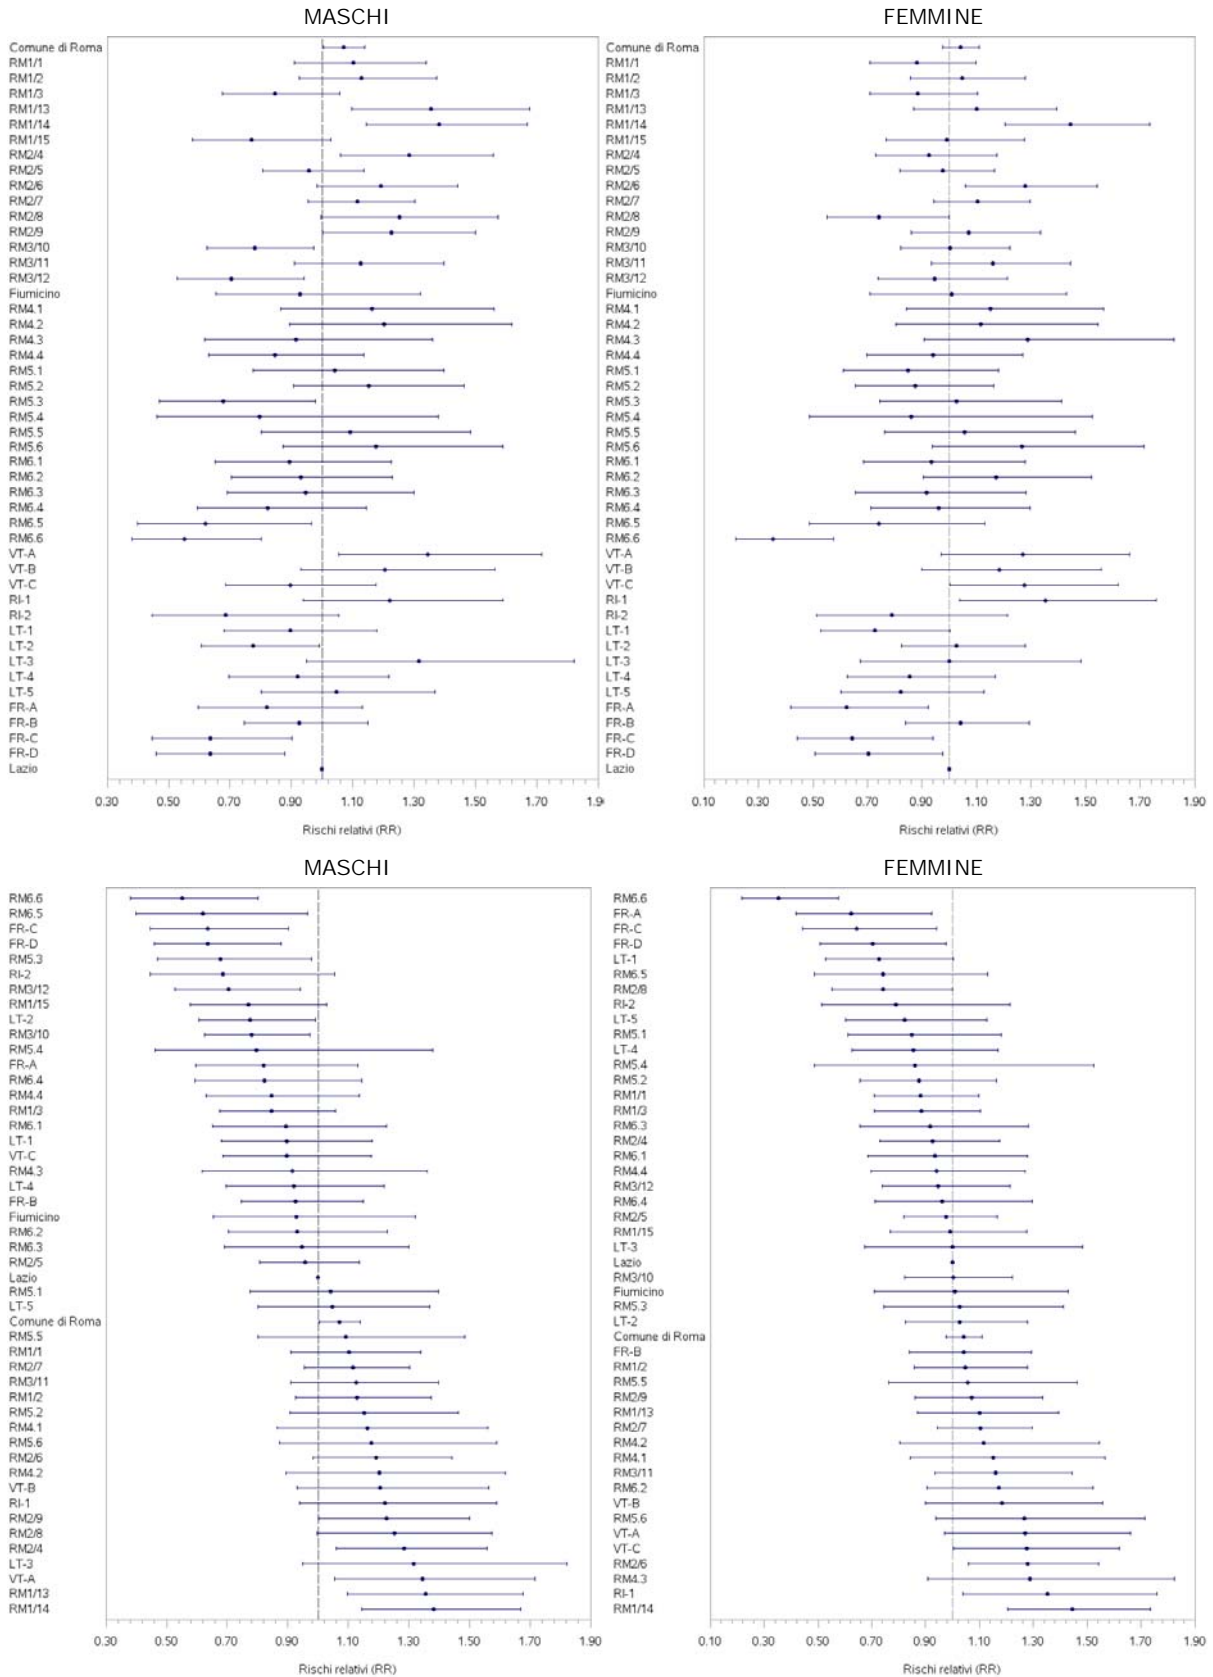 MASCHI
Comune di Roma
RM1/1
RM1/2
RM1/3
RM1/13
RM1/14
RM1/15
RM2/4
RM2/5
RM2/6
RM2/7
RM2/8
RM2/9
RM3/10
RM3/11
RM3/12
Fiumicino
RM4.1
RM4.2
RM4.3
RM4.4
RM5.1
RM5.2
RM5.3
RM5.4
RM5.5
RM5.6
RM6.1
RM6.2
RM6.3
RM6.4
RM6.5
RM6.6
VT-A
VT-B
VT-C
RI-1
RI-2
LT-1
LT-2
LT-3
LT-4
LT-5
FR-A
FR-B
FR-C
FR-D
Lazio
0.30 0.50 0.70 0.90 1.10 1.30 1.50 1.70 1.90
Rischi relativi (RR)
FEMMINE
Comune di Roma
RM1/1
RM1/2
RM1/3
RM1/13
RM1/14
RM1/15
RM2/4
RM2/5
RM2/6
RM2/7
RM2/8
RM2/9
RM3/10
RM3/11
RM3/12
Fiumicino
RM4.1
RM4.2
RM4.3
RM4.4
RM5.1
RM5.2
RM5.3
RM5.4
RM5.5
RM5.6
RM6.1
RM6.2
RM6.3
RM6.4
RM6.5
RM6.6
VT-A
VT-B
VT-C
RI-1
RI-2
LT-1
LT-2
LT-3
LT-4
LT-5
FR-A
FR-B
FR-C
FR-D
Lazio
0.10 0.30 0.50 0.70 0.90 1.10 1.30 1.50 1.70 1.90
Rischi relativi (RR)
MASCHI
RM6.6
RM6.5
FR-C
FR-D
RM5.3
RI-2
RM3/12
RM1/15
LT-2
RM3/10
RM5.4
FR-A
RM6.4
RM4.4
RM1/3
RM6.1
LT-1
VT-C
RM4.3
LT-4
FR-B
Fiumicino
RM6.2
RM6.3
RM2/5
Lazio
RM5.1
LT-5
Comune di Roma
RM5.5
RM1/1
RM2/7
RM3/11
RM1/2
RM5.2
RM4.1
RM5.6
RM2/6
RM4.2
VT-B
RI-1
RM2/9
RM2/8
RM2/4
LT-3
VT-A
RM1/13
RM1/14
0.30 0.50 0.70 0.90 1.10 1.30 1.50 1.70 1.90
Rischi relativi (RR)
FEMMINE
RM6.6
FR-A
FR-C
FR-D
LT-1
RM6.5
RM2/8
RI-2
LT-5
RM5.1
LT-4
RM5.4
RM5.2
RM1/1
RM1/3
RM6.3
RM2/4
RM6.1
RM4.4
RM3/12
RM6.4
RM2/5
RM1/15
LT-3
Lazio
RM3/10
Fiumicino
RM5.3
LT-2
Comune di Roma
FR-B
RM1/2
RM5.5
RM2/9
RM1/13
RM2/7
RM4.2
RM4.1
RM3/11
RM6.2
VT-B
RM5.6
VT-A
VT-C
RM2/6
RM4.3
RI-1
RM1/14
0.10 0.30 0.50 0.70 0.90 1.10 1.30 1.50 1.70 1.90
Rischi relativi (RR)